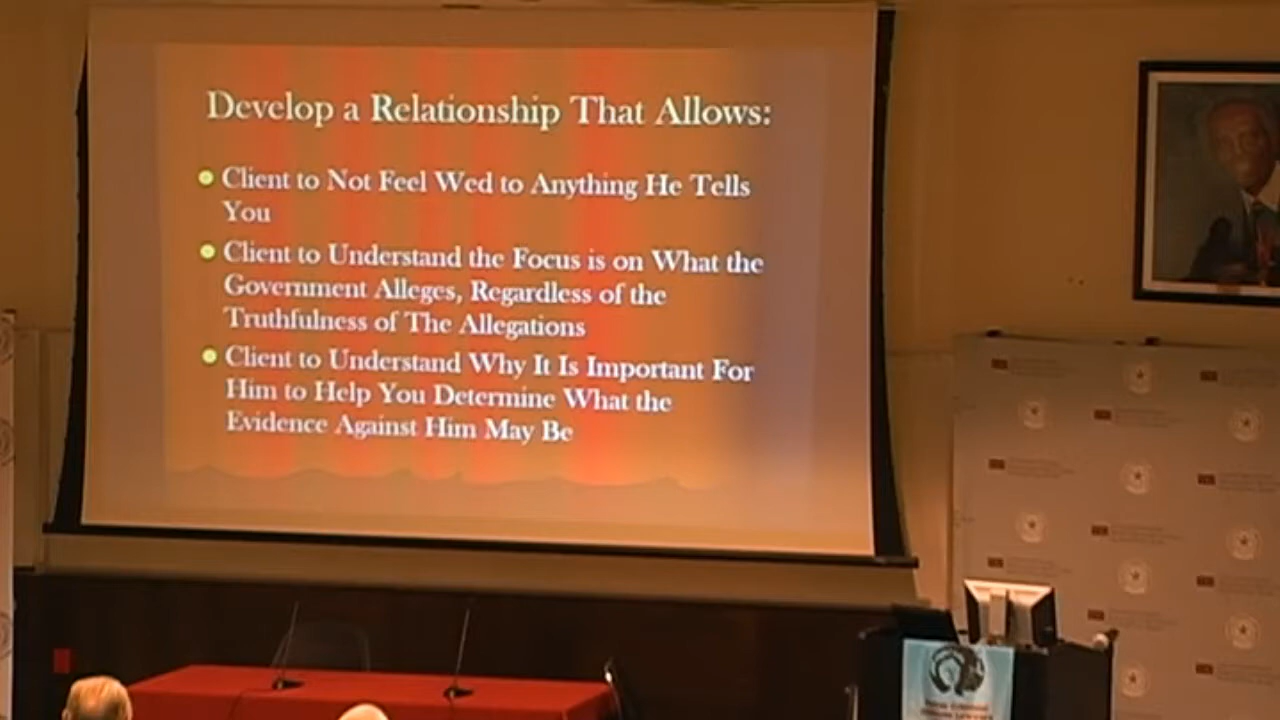 Develop a Relationship That Allows:
Client to Not Feel Wed to Anything He Tells
You
Client to Understand the Focus is on What the
Government Alleges, Regardless of the
Truthfulness of The Allegations
Client to Understand Why It Is Important For
Him to Help You Determine What the
Evidence Against Him May Be